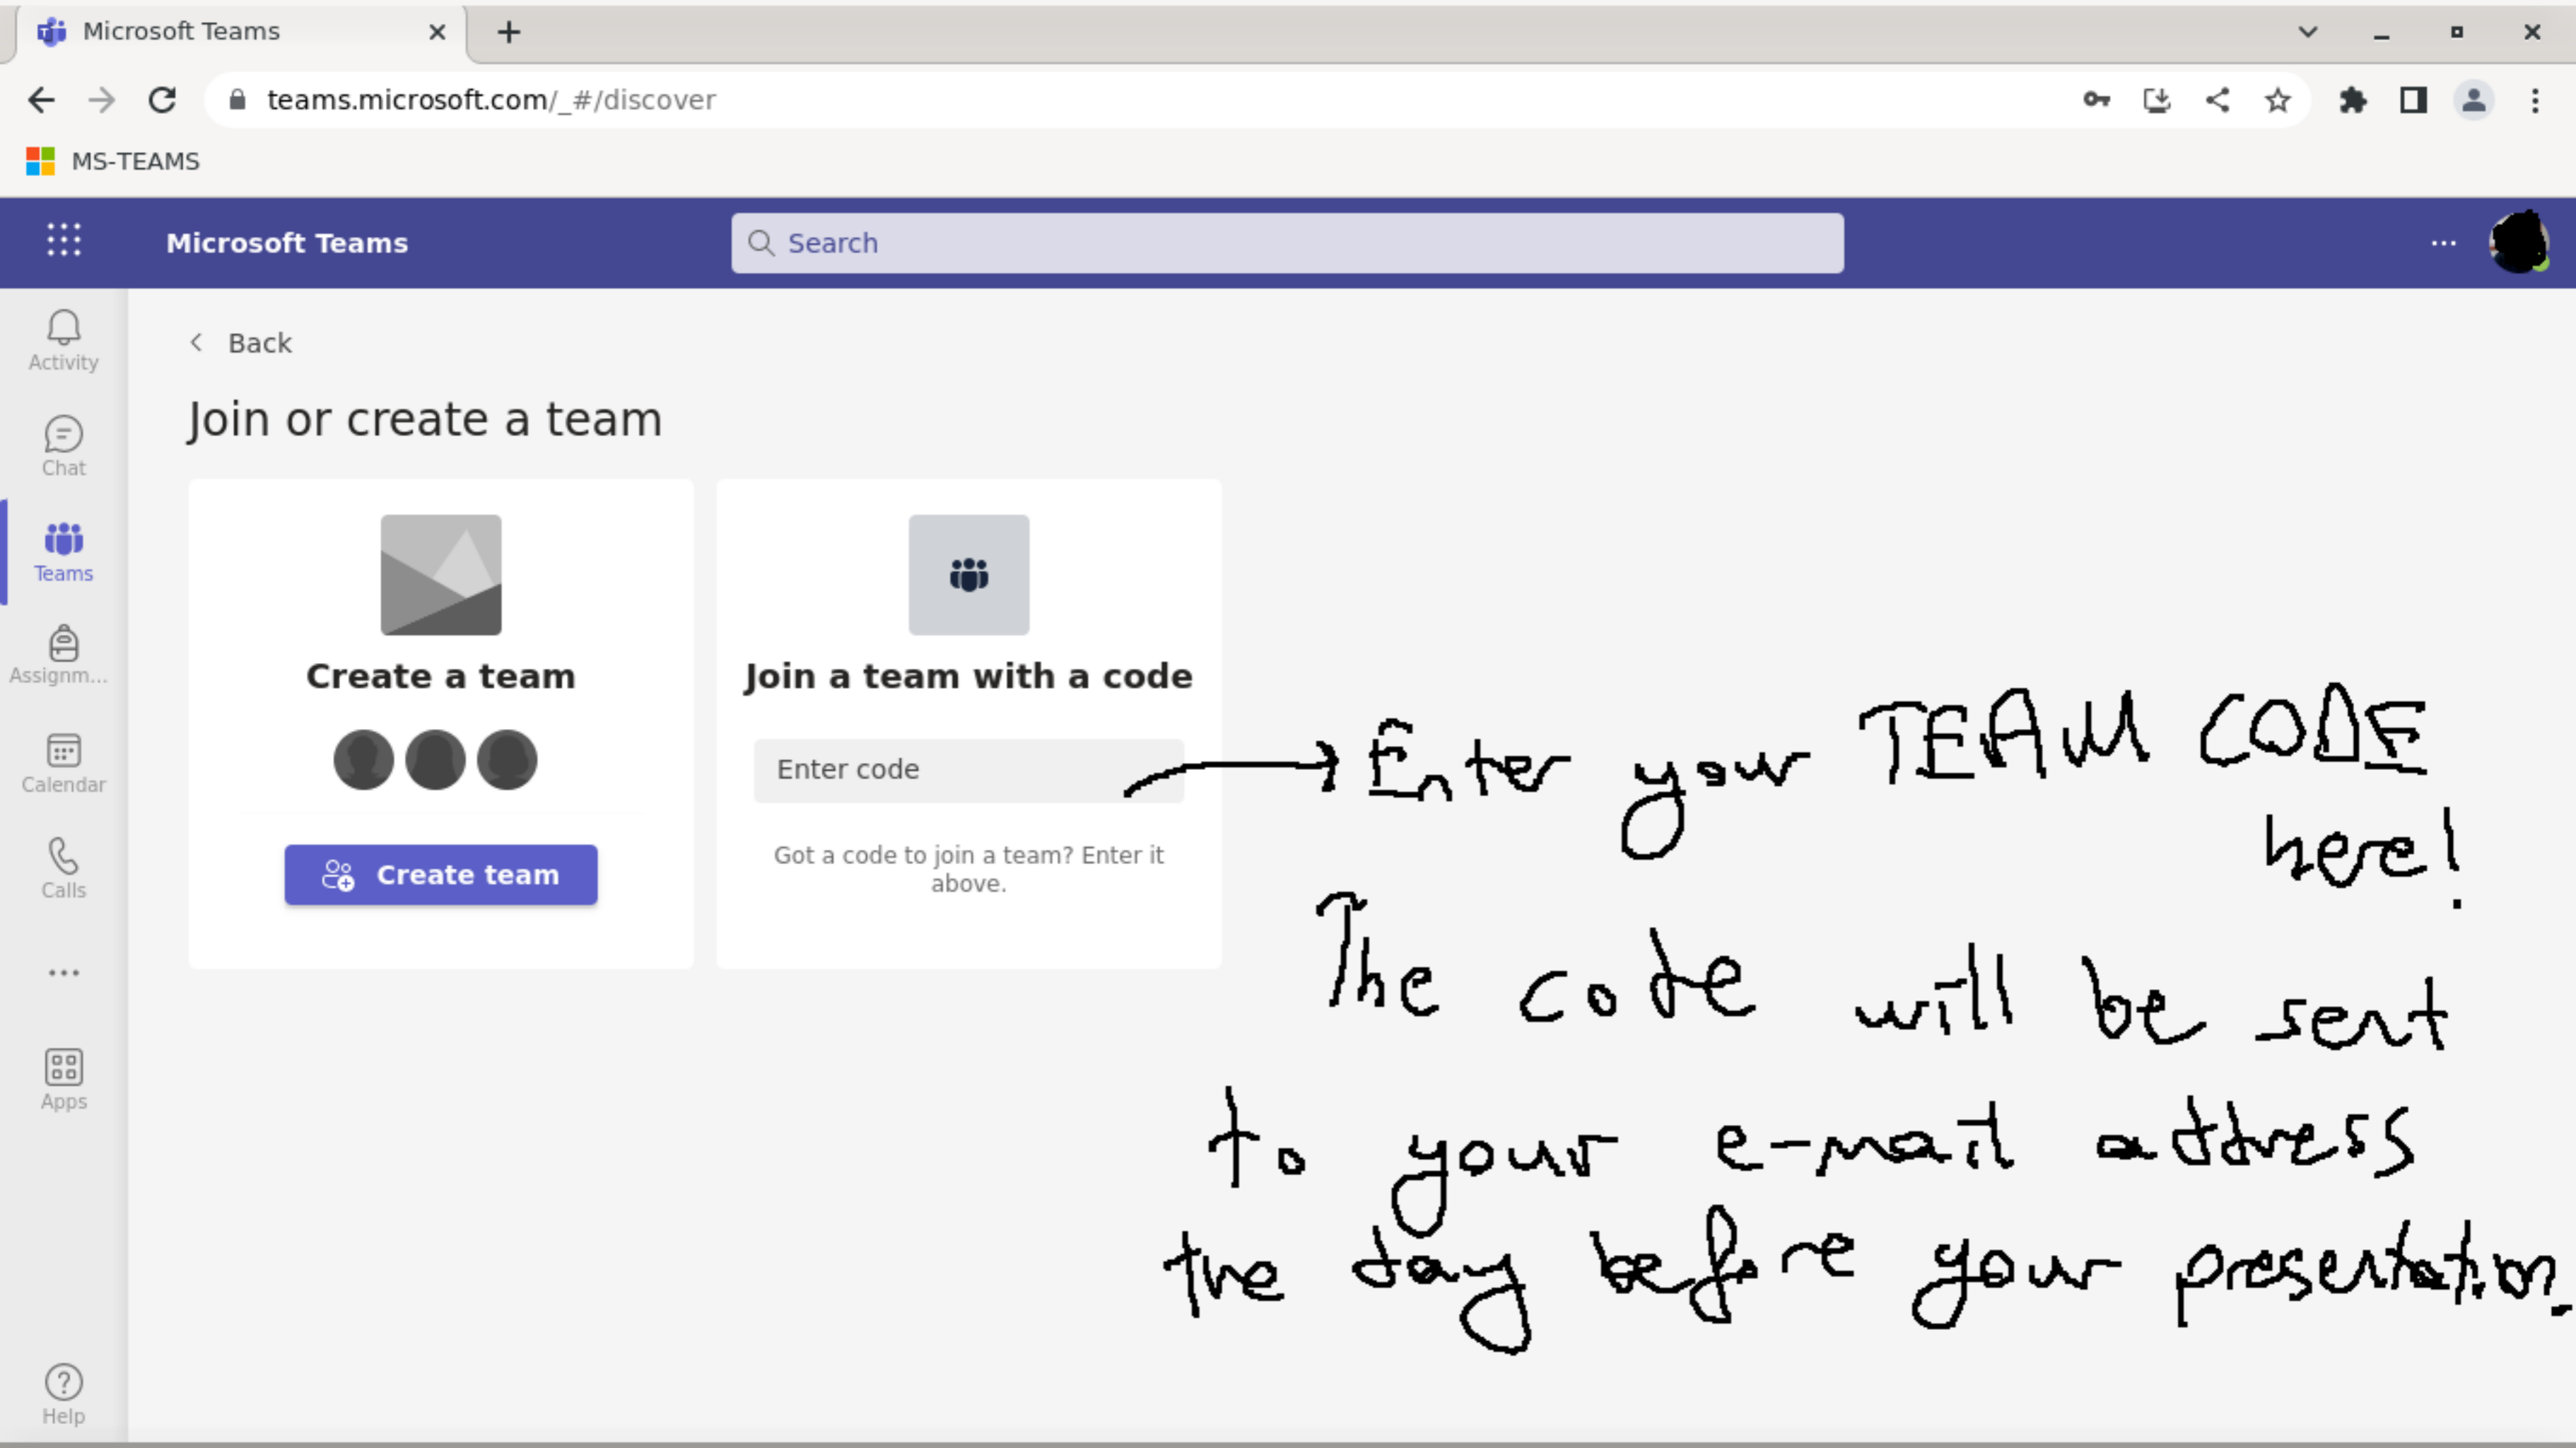 Microsoft Teams
teams.microsoft.com/_#/discover
MS-TEAMS
Microsoft Teams
Search
Activity
Chat
Teams
Assignm...
Calendar
Calls
Apps
Help
Back
Join or create a team
Create a team
Create team
Join a team with a code
Enter code
Got a code to join a team? Enter it
above.
Enter your TEAM CODE
here!
The code will be sent
to your e-mail address
the day before your presentation.